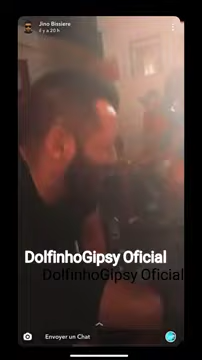 Jino Bissiere
il y a 20 h
DolfinhoGipsy Oficial
DolfinhoGipsy Oficial
Envoyer un Chat